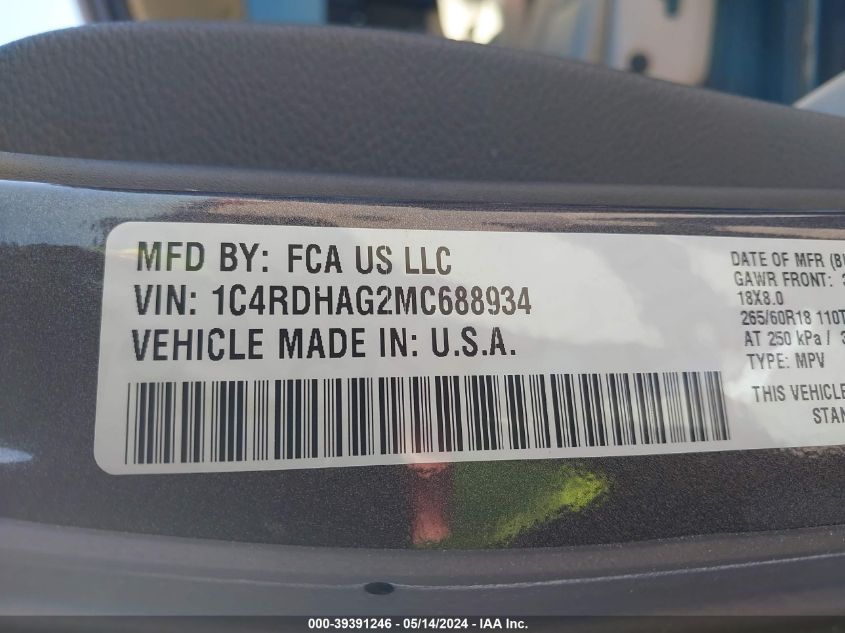 MFD BY: FCA US LLC
VIN: 1C4RDHAG2MC688934
VEHICLE MADE IN: U.S.A.
DATE OF MFR
GAWR FRONT:
18X8.0
265/60R18 110T
AT 250 kPa /
TYPE: MPV
THIS VEHICLE
000-39391246 - 05/14/2024 - IAA Inc.